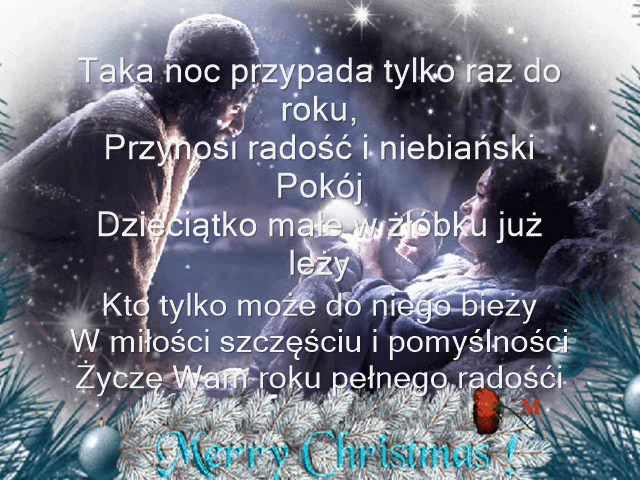 Taka noc przypada tylko raz do
roku,
Przynosi radość i niebiański
Pokój
Dzieciątko małe w żłóbku już
leży
Kto tylko może do niego bieży
W miłości szczęściu i pomyślności
Życzę Wam roku pełnego radośći
M
Merry Christmas !